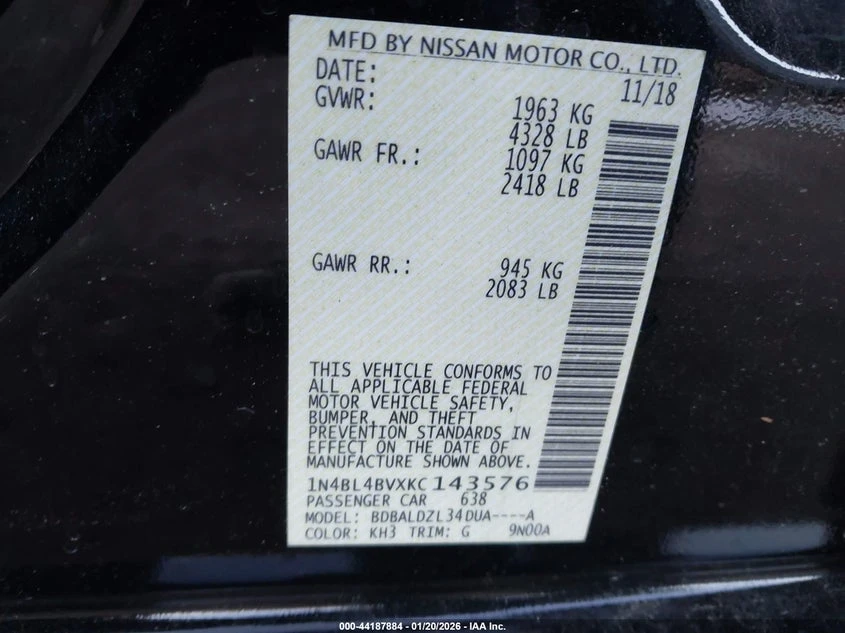 MFD BY NISSAN MOTOR CO., LTD.
DATE: 11/18
GVWR: 1963 KG
4328 LB
GAWR FR.: 1097 KG
2418 LB
GAWR RR.: 945 KG
2083 LB
THIS VEHICLE CONFORMS TO
ALL APPLICABLE FEDERAL
MOTOR VEHICLE SAFETY,
BUMPER, AND THEFT
PREVENTION STANDARDS IN
EFFECT ON THE DATE OF
MANUFACTURE SHOWN ABOVE.
1N4BL4BVXKC143576
PASSENGER CAR 638
MODEL: BDBALDZL34DUA----A
COLOR: KH3 TRIM: G 9N00A
000-44187884 | 01/20/2026 - IAA Inc.